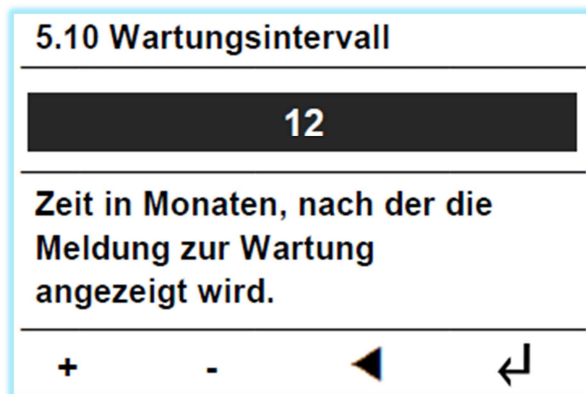 5.10 Wartungsintervall
12
Zeit in Monaten, nach der die
Meldung zur Wartung
angezeigt wird.
+ - ◀ ↵